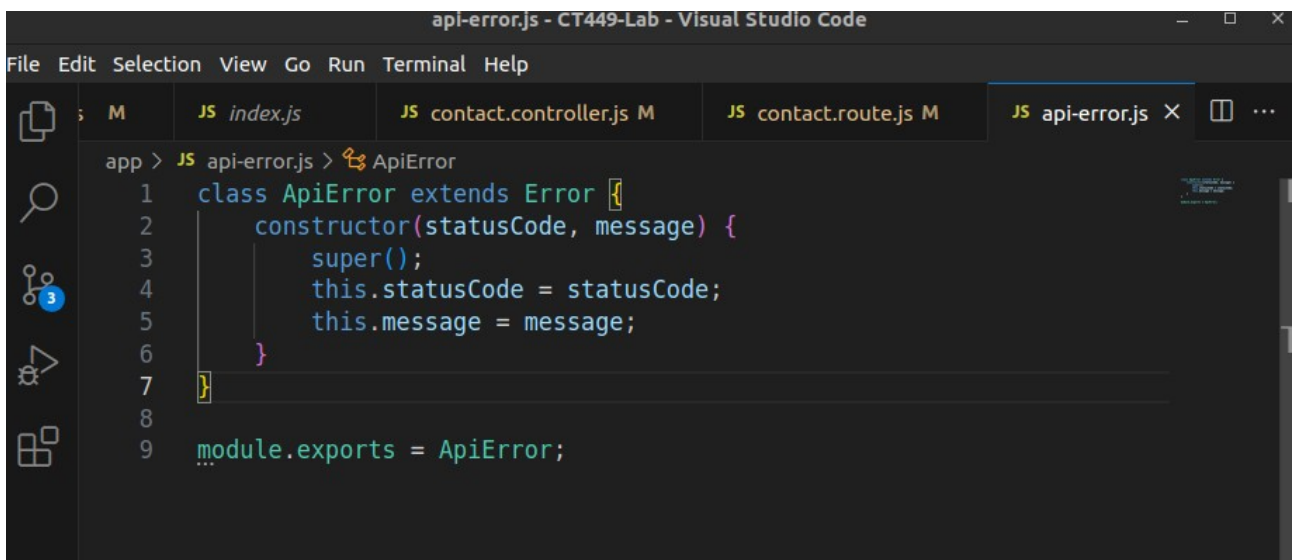 api-error.js - CT449-Lab - Visual Studio Code
File Edit Selection View Go Run Terminal Help
s M JS index.js JS contact.controller.js M JS contact.route.js M JS api-error.js
app > JS api-error.js > ApiError
1 class ApiError extends Error {
2 constructor(statusCode, message) {
3 super();
4 this.statusCode = statusCode;
5 this.message = message;
6 }
7 }
8
9 module.exports = ApiError;
3